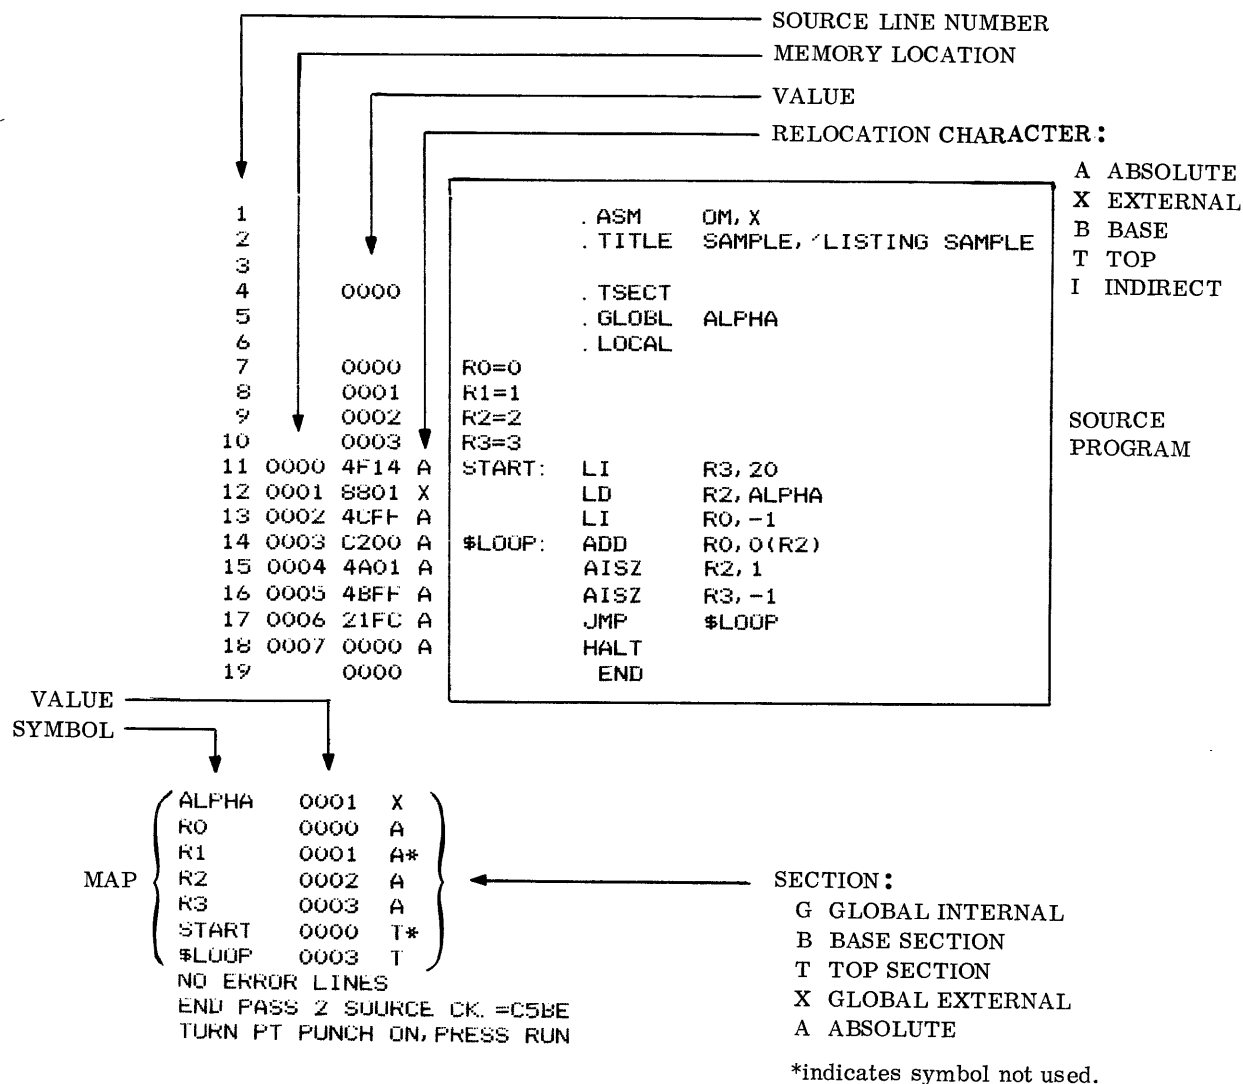 SOURCE LINE NUMBER
MEMORY LOCATION
VALUE
RELOCATION CHARACTER:
A ABSOLUTE
X EXTERNAL
B BASE
T TOP
I INDIRECT
1 .ASM OM,X
2 .TITLE SAMPLE,'LISTING SAMPLE
3
4 0000 .TSECT
5 .GLOBL ALPHA
6 .LOCAL
7 0000 R0=0
8 0001 R1=1
9 0002 R2=2
10 0003 R3=3
11 0000 4F14 A START: LI R3,20
12 0001 8801 X LD R2,ALPHA
13 0002 4CFF A LI R0,-1
14 0003 C200 A $LOOP: ADD R0,0(R2)
15 0004 4A01 A AISZ R2,1
16 0005 4BFF A AISZ R3,-1
17 0006 21FC A JMP $LOOP
18 0007 0000 A HALT
19 0000 END
SOURCE
PROGRAM
VALUE
SYMBOL
MAP
ALPHA 0001 X
R0 0000 A
R1 0001 A*
R2 0002 A
R3 0003 A
START 0000 T*
$LOOP 0003 T
NO ERROR LINES
END PASS 2 SOURCE CK.=C5BE
TURN PT PUNCH ON,PRESS RUN
SECTION:
G GLOBAL INTERNAL
B BASE SECTION
T TOP SECTION
X GLOBAL EXTERNAL
A ABSOLUTE
*indicates symbol not used.